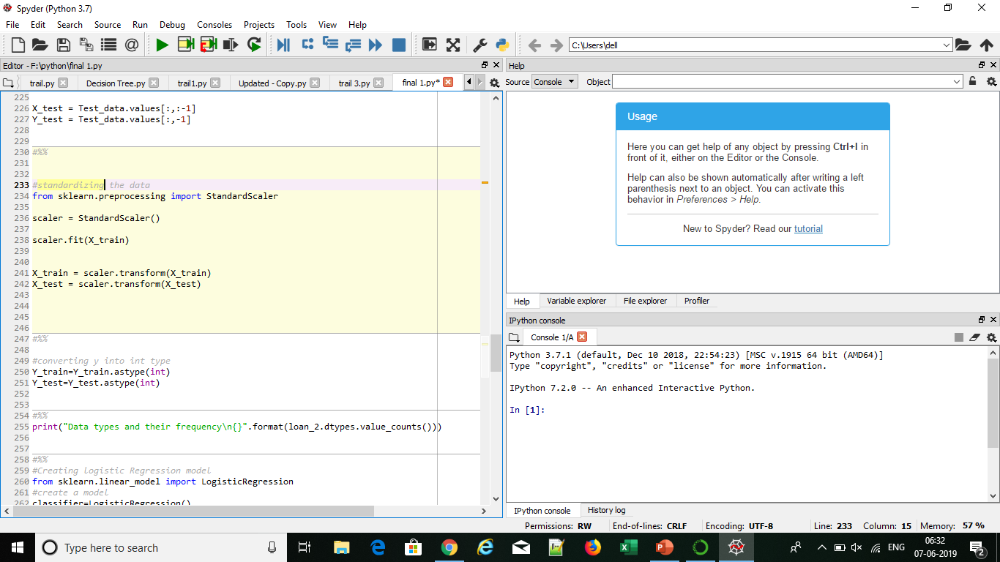 Spyder (Python 3.7)
File Edit Search Source Run Debug Consoles Projects Tools View Help
C:\Users\dell
Editor - F:\python\final 1.py
trail.py Decision Tree.py trail1.py Updated - Copy.py trail 3.py final 1.py*
225
226 X_test = Test_data.values[:,:-1]
227 Y_test = Test_data.values[:,-1]
228
229
230 #%%
231
232
233 #standardizing the data
234 from sklearn.preprocessing import StandardScaler
235
236 scaler = StandardScaler()
237
238 scaler.fit(X_train)
239
240
241 X_train = scaler.transform(X_train)
242 X_test = scaler.transform(X_test)
243
244
245
246
247 #%%
248
249 #converting y into int type
250 Y_train=Y_train.astype(int)
251 Y_test=Y_test.astype(int)
252
253
254 #%%
255 print("Data types and their frequency\n{}".format(loan_2.dtypes.value_counts()))
256
257
258 #%%
259 #Creating logistic Regression model
260 from sklearn.linear_model import LogisticRegression
261 #create a model
262 classifier=LogisticRegression()
Help
Source Console Object
Usage
Here you can get help of any object by pressing Ctrl+I in
front of it, either on the Editor or the Console.
Help can also be shown automatically after writing a left
parenthesis next to an object. You can activate this
behavior in Preferences > Help.
New to Spyder? Read our tutorial
Help Variable explorer File explorer Profiler
IPython console
Console 1/A
Python 3.7.1 (default, Dec 10 2018, 22:54:23) [MSC v.1915 64 bit (AMD64)]
Type "copyright", "credits" or "license" for more information.
IPython 7.2.0 -- An enhanced Interactive Python.
In [1]:
IPython console History log
Permissions: RW End-of-lines: CRLF Encoding: UTF-8 Line: 233 Column: 15 Memory: 57 %
Type here to search
ENG
06:32
07-06-2019
2